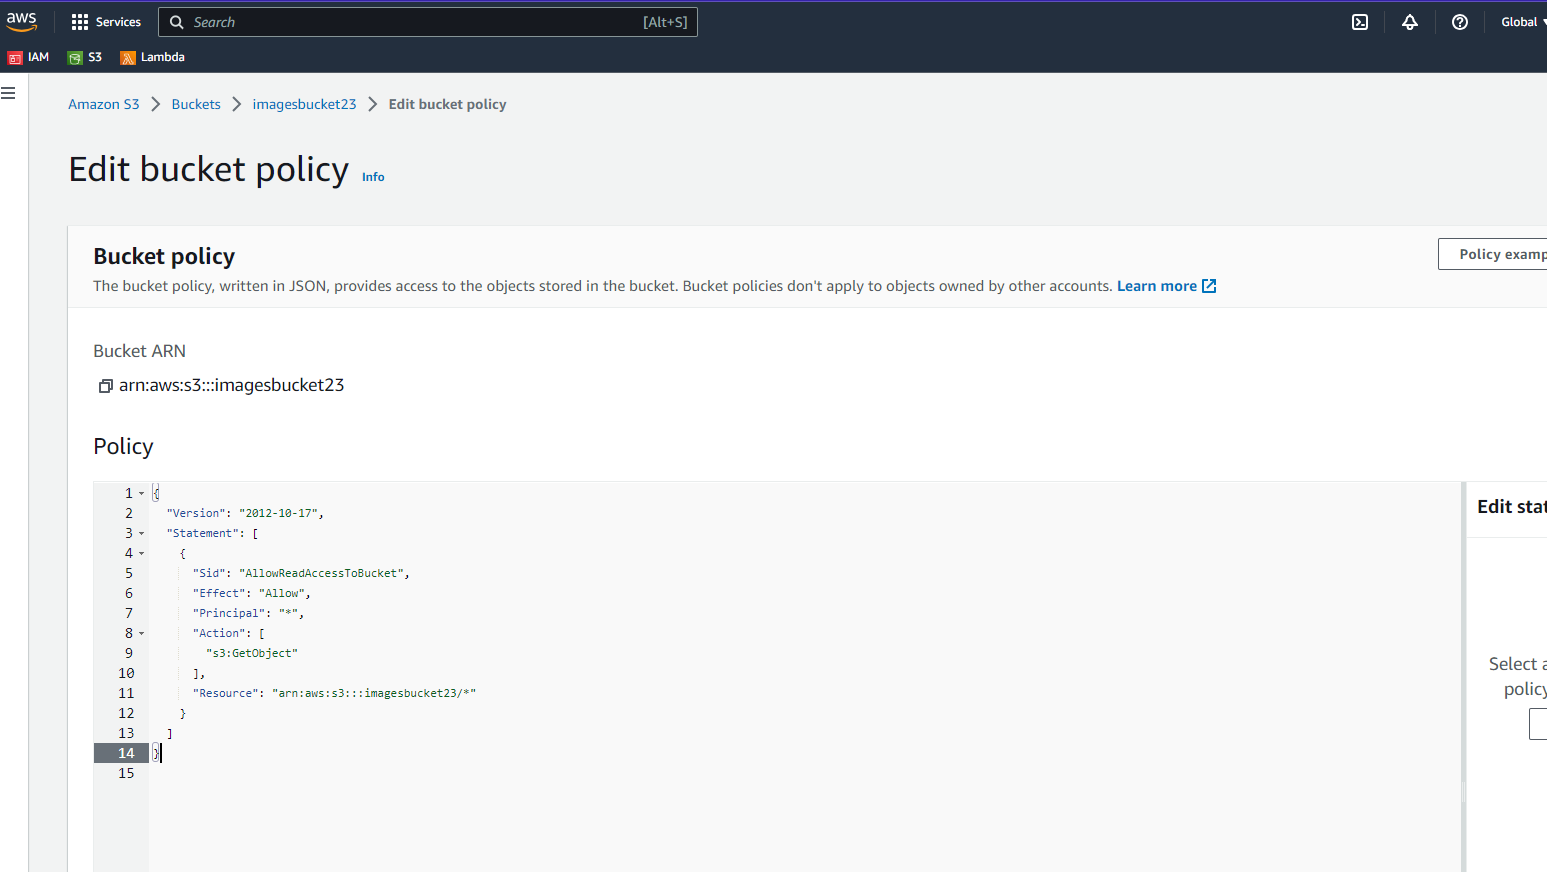 aws
Services
Search
[Alt+S]
Global
IAM
S3
Lambda
Amazon S3 > Buckets > imagesbucket23 > Edit bucket policy
Edit bucket policy Info
Bucket policy
Policy examp
The bucket policy, written in JSON, provides access to the objects stored in the bucket. Bucket policies don't apply to objects owned by other accounts. Learn more
Bucket ARN
arn:aws:s3:::imagesbucket23
Policy
1 {
2 "Version": "2012-10-17",
3 "Statement": [
4 {
5 "Sid": "AllowReadAccessToBucket",
6 "Effect": "Allow",
7 "Principal": "*",
8 "Action": [
9 "s3:GetObject"
10 ],
11 "Resource": "arn:aws:s3:::imagesbucket23/*"
12 }
13 ]
14 }
15
Edit stat
Select a
policy